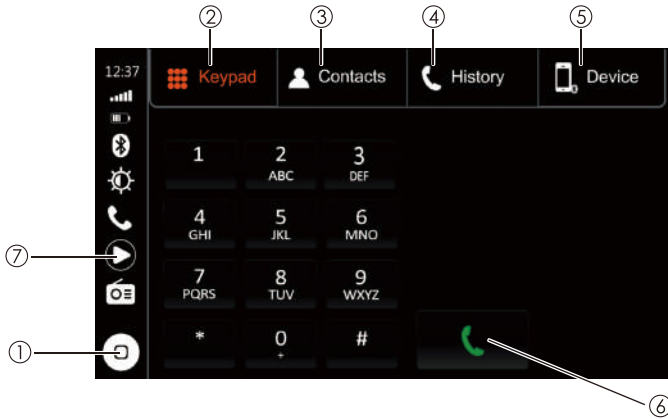 ② ③ ④ ⑤
12:37 Keypad Contacts History Device
1 2 3
ABC DEF
4 5 6
GHI JKL MNO
⑦
7 8 9
PQRS TUV WXYZ
* 0 #
+
①
⑥